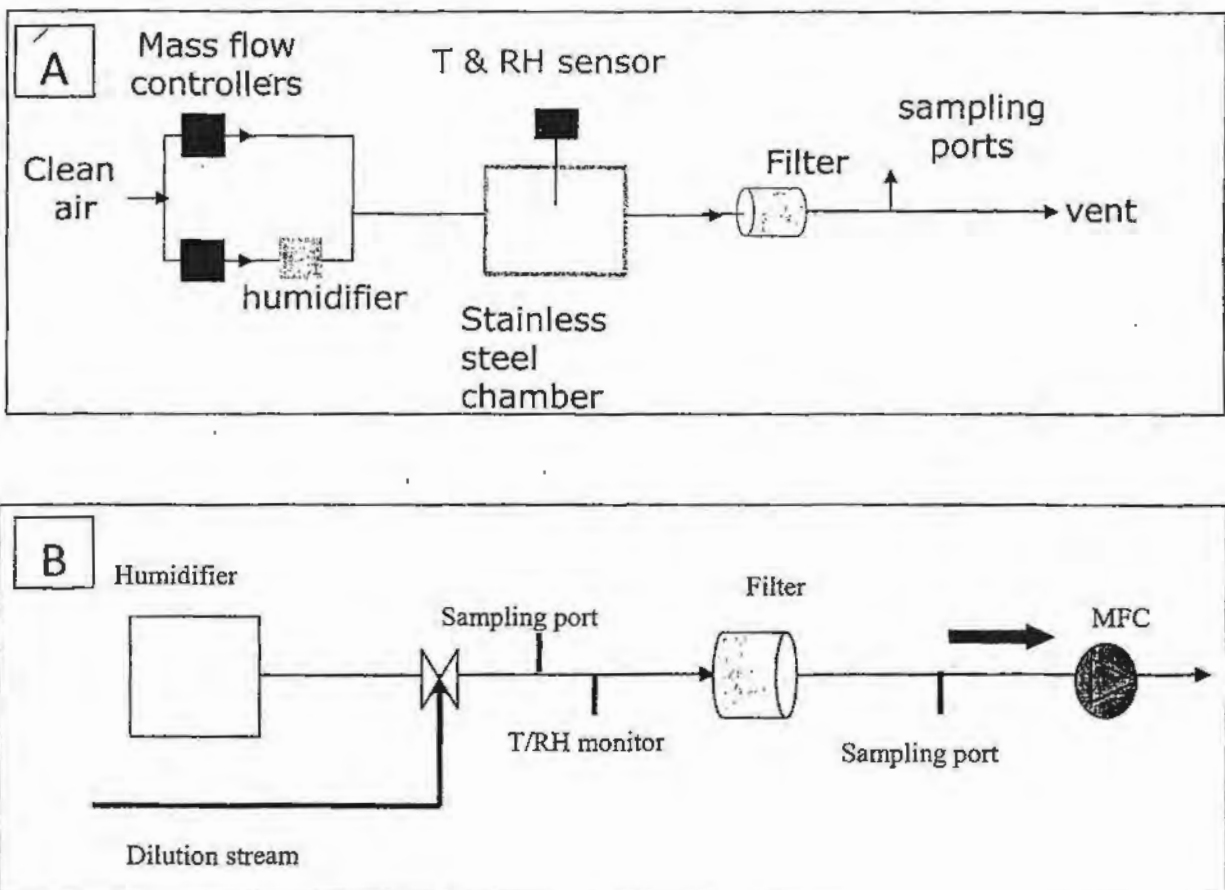 A
Mass flow
controllers
T & RH sensor
sampling
ports
Clean
air
Filter
vent
humidifier
Stainless
steel
chamber
B
Humidifier
Sampling port
Filter
MFC
T/RH monitor
Sampling port
Dilution stream